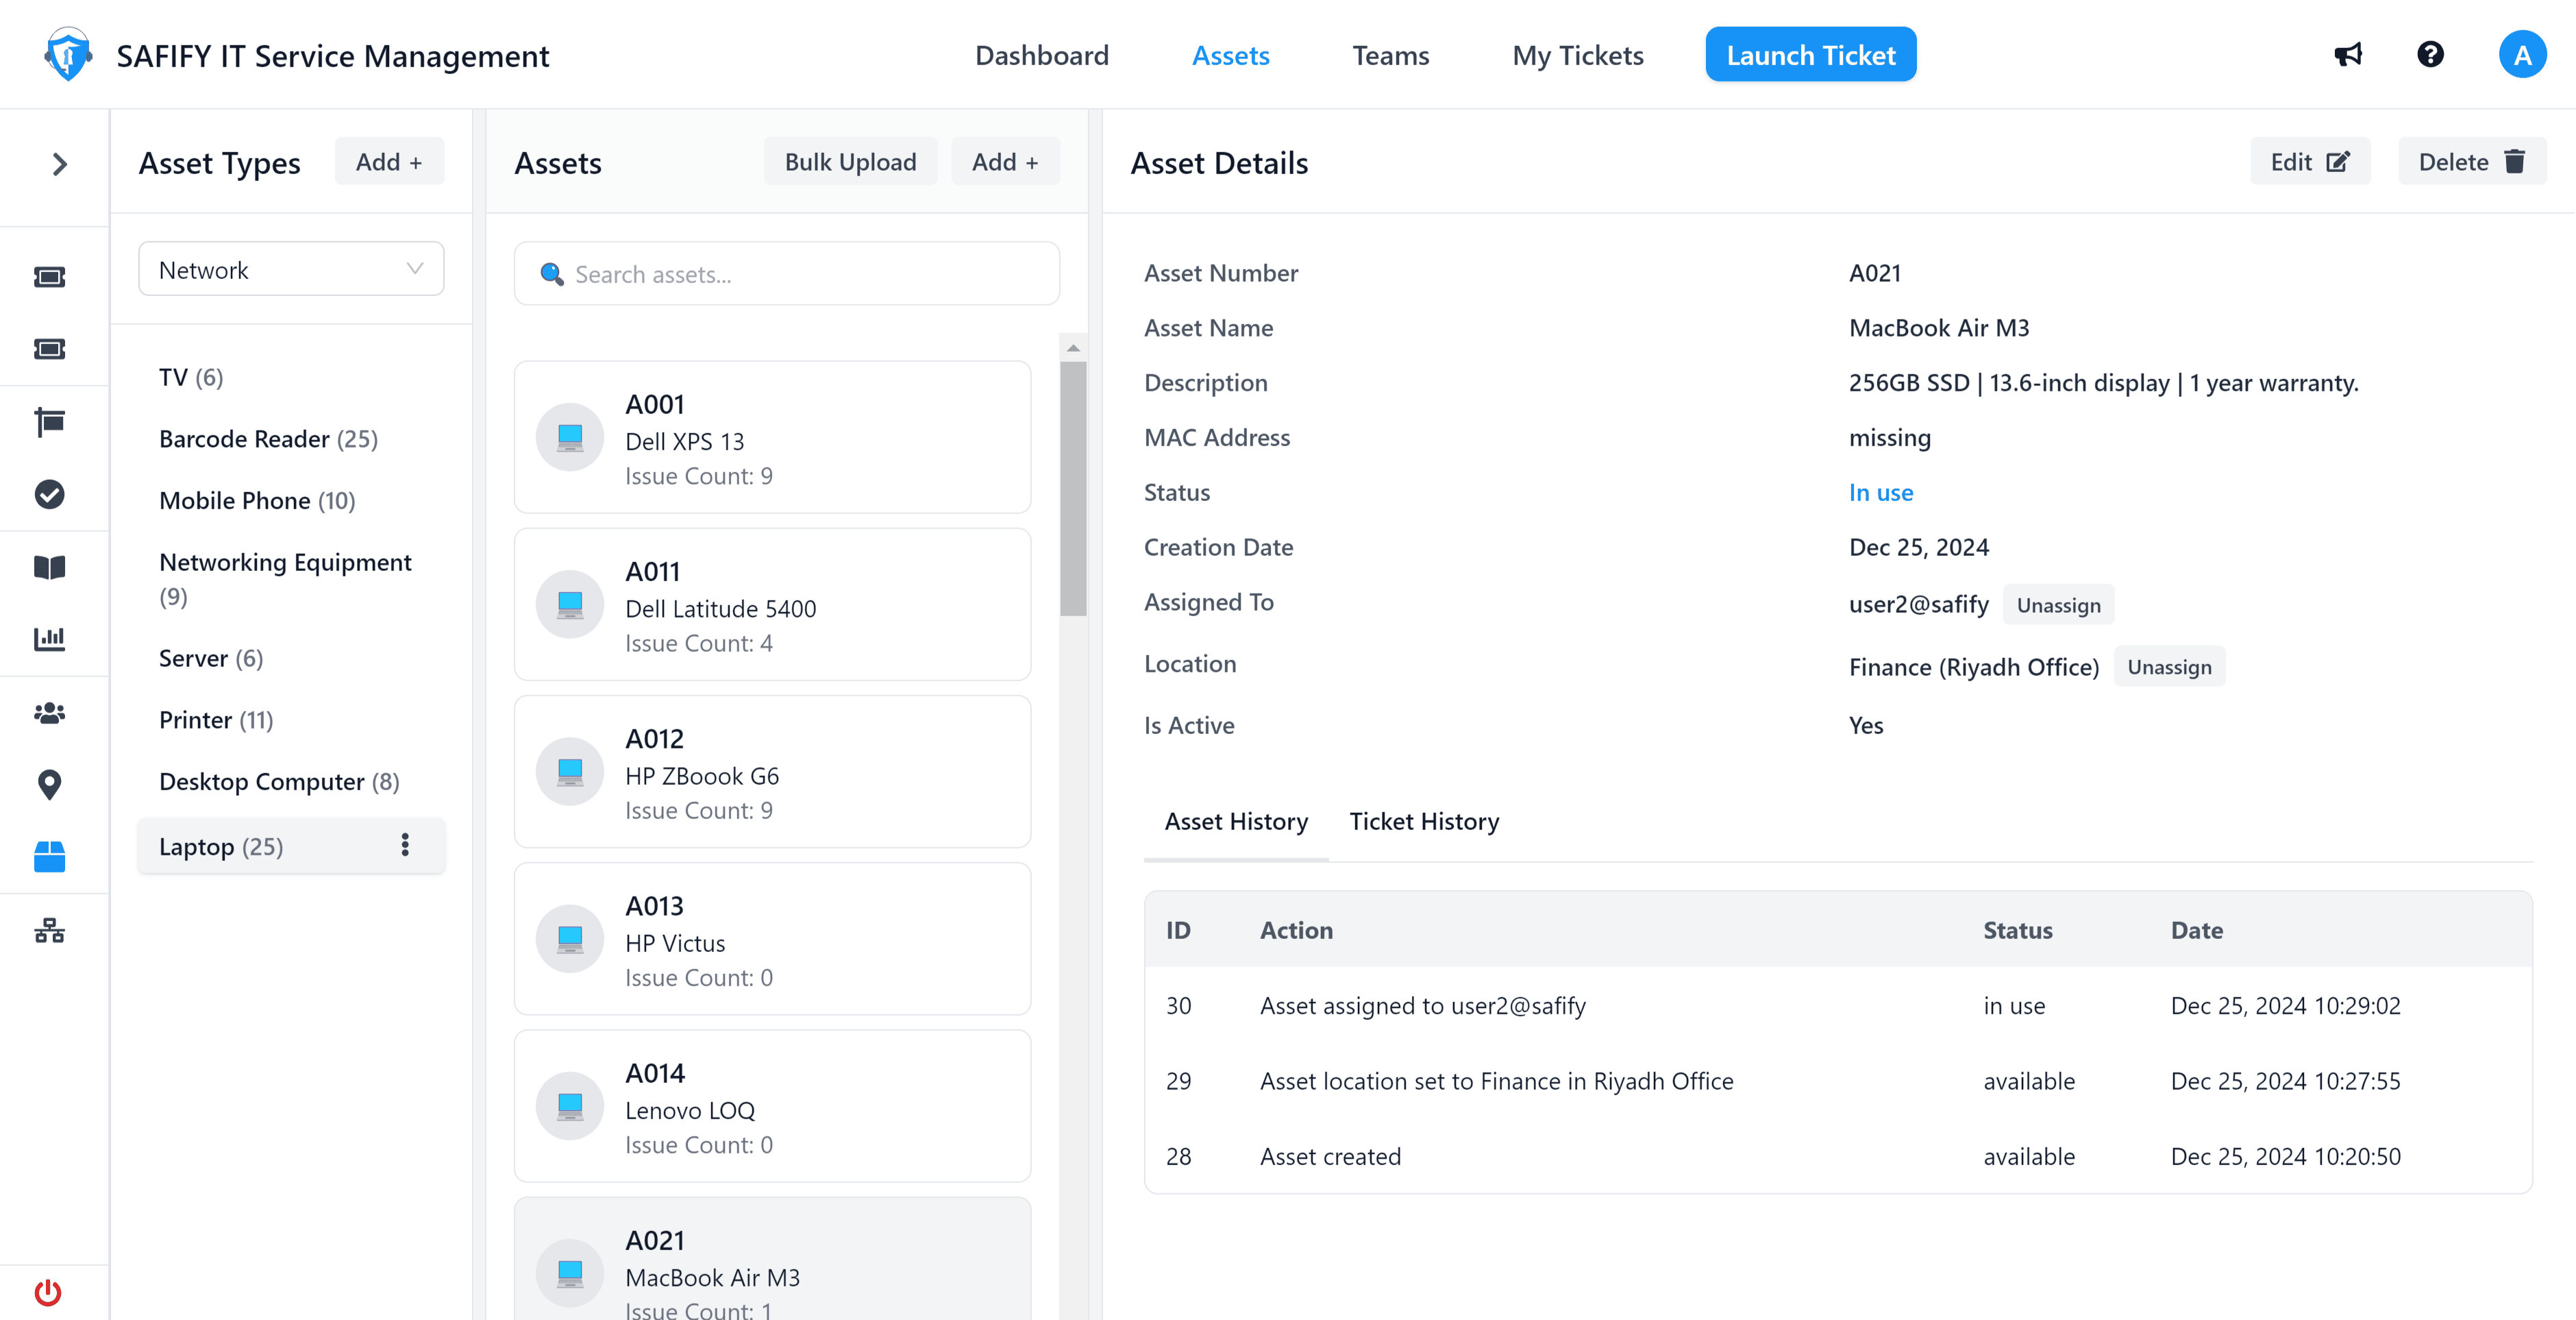 SAFIFY IT Service Management
Dashboard
Assets
Teams
My Tickets
Launch Ticket
A
Asset Types
Add +
Network
TV (6)
Barcode Reader (25)
Mobile Phone (10)
Networking Equipment
(9)
Server (6)
Printer (11)
Desktop Computer (8)
Laptop (25)
Assets
Bulk Upload
Add +
Search assets...
A001
Dell XPS 13
Issue Count: 9
A011
Dell Latitude 5400
Issue Count: 4
A012
HP ZBoook G6
Issue Count: 9
A013
HP Victus
Issue Count: 0
A014
Lenovo LOQ
Issue Count: 0
A021
MacBook Air M3
Issue Count: 1
Asset Details
Edit
Delete
Asset Number A021
Asset Name MacBook Air M3
Description 256GB SSD | 13.6-inch display | 1 year warranty.
MAC Address missing
Status In use
Creation Date Dec 25, 2024
Assigned To user2@safify Unassign
Location Finance (Riyadh Office) Unassign
Is Active Yes
Asset History Ticket History
ID Action Status Date
30 Asset assigned to user2@safify in use Dec 25, 2024 10:29:02
29 Asset location set to Finance in Riyadh Office available Dec 25, 2024 10:27:55
28 Asset created available Dec 25, 2024 10:20:50